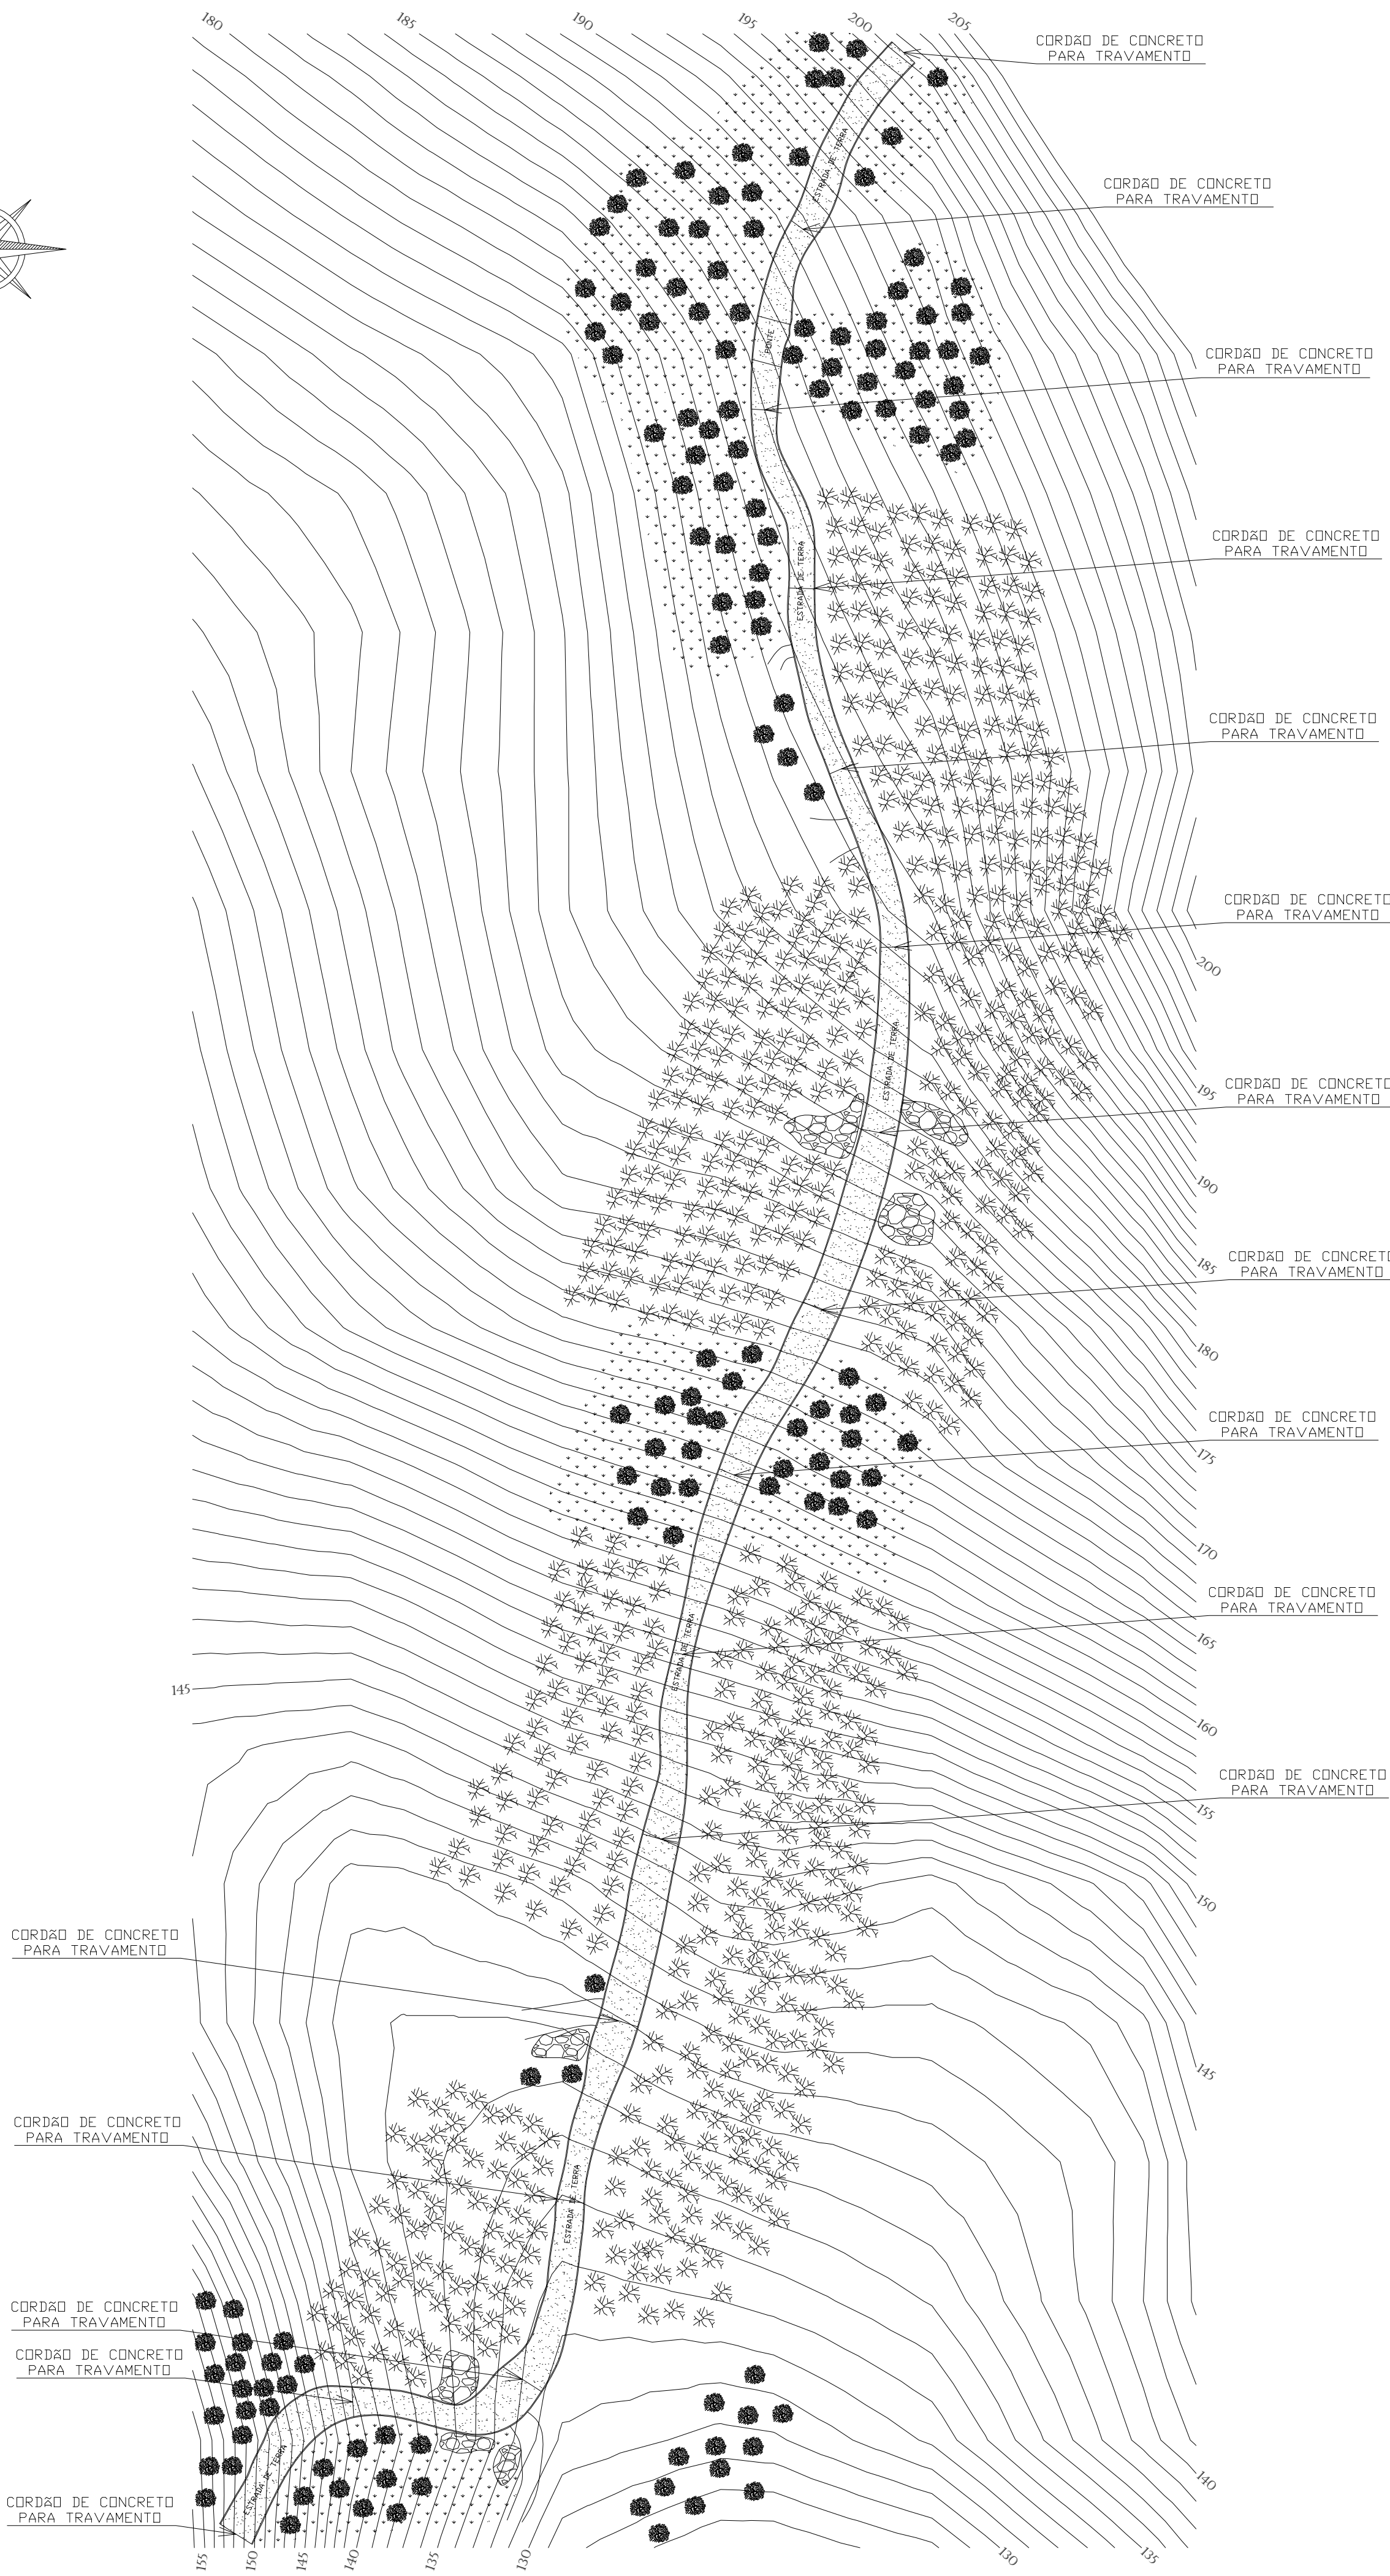 180
185
190
195
200
205
CORDÃO DE CONCRETO
PARA TRAVAMENTO
ESTRADA DE TERRA
CORDÃO DE CONCRETO
PARA TRAVAMENTO
PONTE
CORDÃO DE CONCRETO
PARA TRAVAMENTO
CORDÃO DE CONCRETO
PARA TRAVAMENTO
ESTRADA DE TERRA
CORDÃO DE CONCRETO
PARA TRAVAMENTO
CORDÃO DE CONCRETO
PARA TRAVAMENTO
200
ESTRADA DE TERRA
195
CORDÃO DE CONCRETO
PARA TRAVAMENTO
190
CORDÃO DE CONCRETO
PARA TRAVAMENTO
185
180
CORDÃO DE CONCRETO
PARA TRAVAMENTO
175
170
CORDÃO DE CONCRETO
PARA TRAVAMENTO
ESTRADA DE TERRA
165
145
160
CORDÃO DE CONCRETO
PARA TRAVAMENTO
155
150
CORDÃO DE CONCRETO
PARA TRAVAMENTO
145
CORDÃO DE CONCRETO
PARA TRAVAMENTO
ESTRADA DE TERRA
CORDÃO DE CONCRETO
PARA TRAVAMENTO
CORDÃO DE CONCRETO
PARA TRAVAMENTO
ESTRADA DE TERRA
140
CORDÃO DE CONCRETO
PARA TRAVAMENTO
155
150
145
140
135
130
130
135